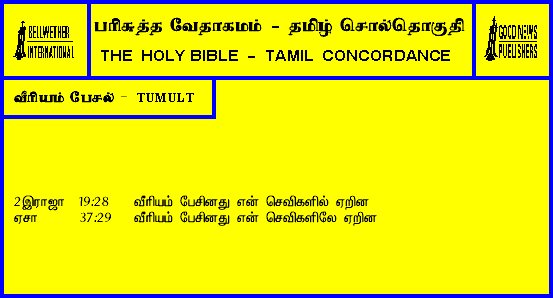 BELLWETHER
INTERNATIONAL
பரிசுத்த வேதாகமம் - தமிழ் சொல்தொகுதி
THE HOLY BIBLE - TAMIL CONCORDANCE
GOOD NEWS
PUBLISHERS
வீரியம் பேசல் - TUMULT
2இராஜா 19:28 வீரியம் பேசினது என் செவிகளில் ஏறின
ஏசா 37:29 வீரியம் பேசினது என் செவிகளிலே ஏறின